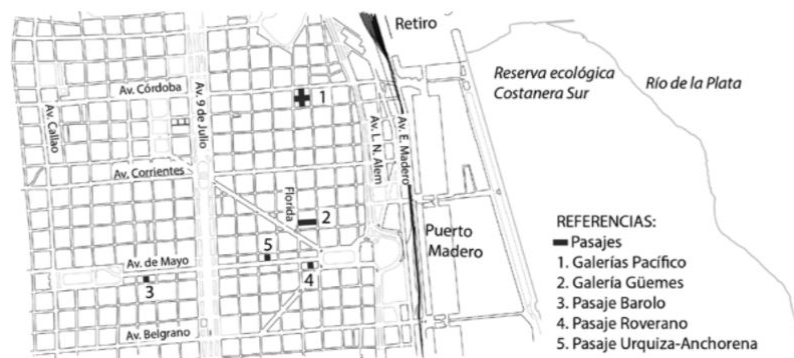 Retiro
Reserva ecológica
Costanera Sur
Río de la Plata
Av. Córdoba
Av. 9 de Julio
1
Av. Callao
Av. L. N. Alem
Av. E. Madero
Av. Corrientes
Florida
2
Puerto
Madero
5
Av. de Mayo
3
4
Av. Belgrano
REFERENCIAS:
Pasajes
1. Galerías Pacífico
2. Galería Güemes
3. Pasaje Barolo
4. Pasaje Roverano
5. Pasaje Urquiza-Anchorena